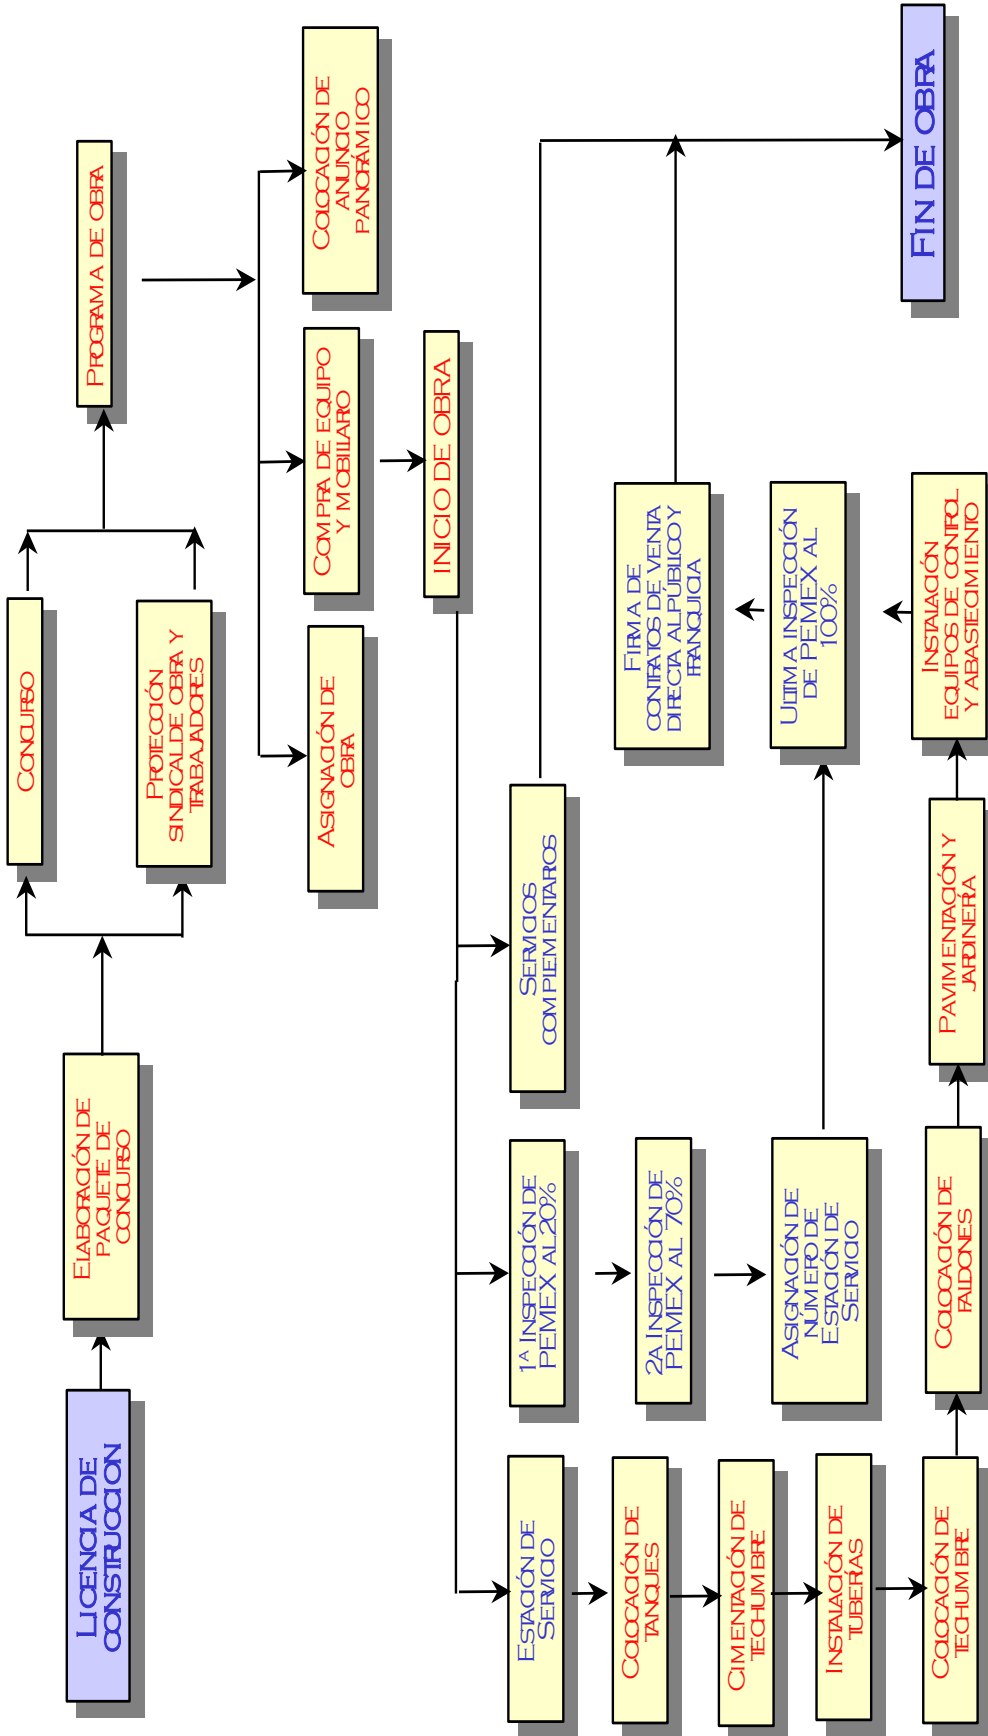 LICENCIA DE
CONSTRUCCION
ELABORACIÓN DE
PAQUETE DE
CONCURSO
CONCURSO
PROTECCIÓN
SINDICAL DE OBRA Y
TRABAJADORES
PROGRAMA DE OBRA
ASIGNACIÓN DE
OBRA
COMPRA DE EQUIPO
Y MOBILIARIO
COLOCACIÓN DE
ANUNCIO
PANORÁMICO
INICIO DE OBRA
ESTACIÓN DE
SERVICIO
1ª INSPECCIÓN DE
PEMEX AL 20%
SERVICIOS
COMPLEMENTARIOS
COLOCACIÓN DE
TANQUES
2A INSPECCIÓN DE
PEMEX AL 70%
FIRMA DE
CONTRATOS DE VENTA
DIRECTA AL PÚBLICO Y
FRANQUICIA
CIMENTACIÓN DE
TECHUMBRE
ASIGNACIÓN DE
NÚMERO DE
ESTACIÓN DE
SERVICIO
ULTIMA INSPECCIÓN
DE PEMEX AL
100%
INSTALACIÓN DE
TUBERÍAS
COLOCACIÓN DE
TECHUMBRE
COLOCACIÓN DE
FALDONES
PAVIMENTACIÓN Y
JARDINERÍA
INSTALACIÓN
EQUIPOS DE CONTROL
Y ABASTECIMIENTO
FIN DE OBRA